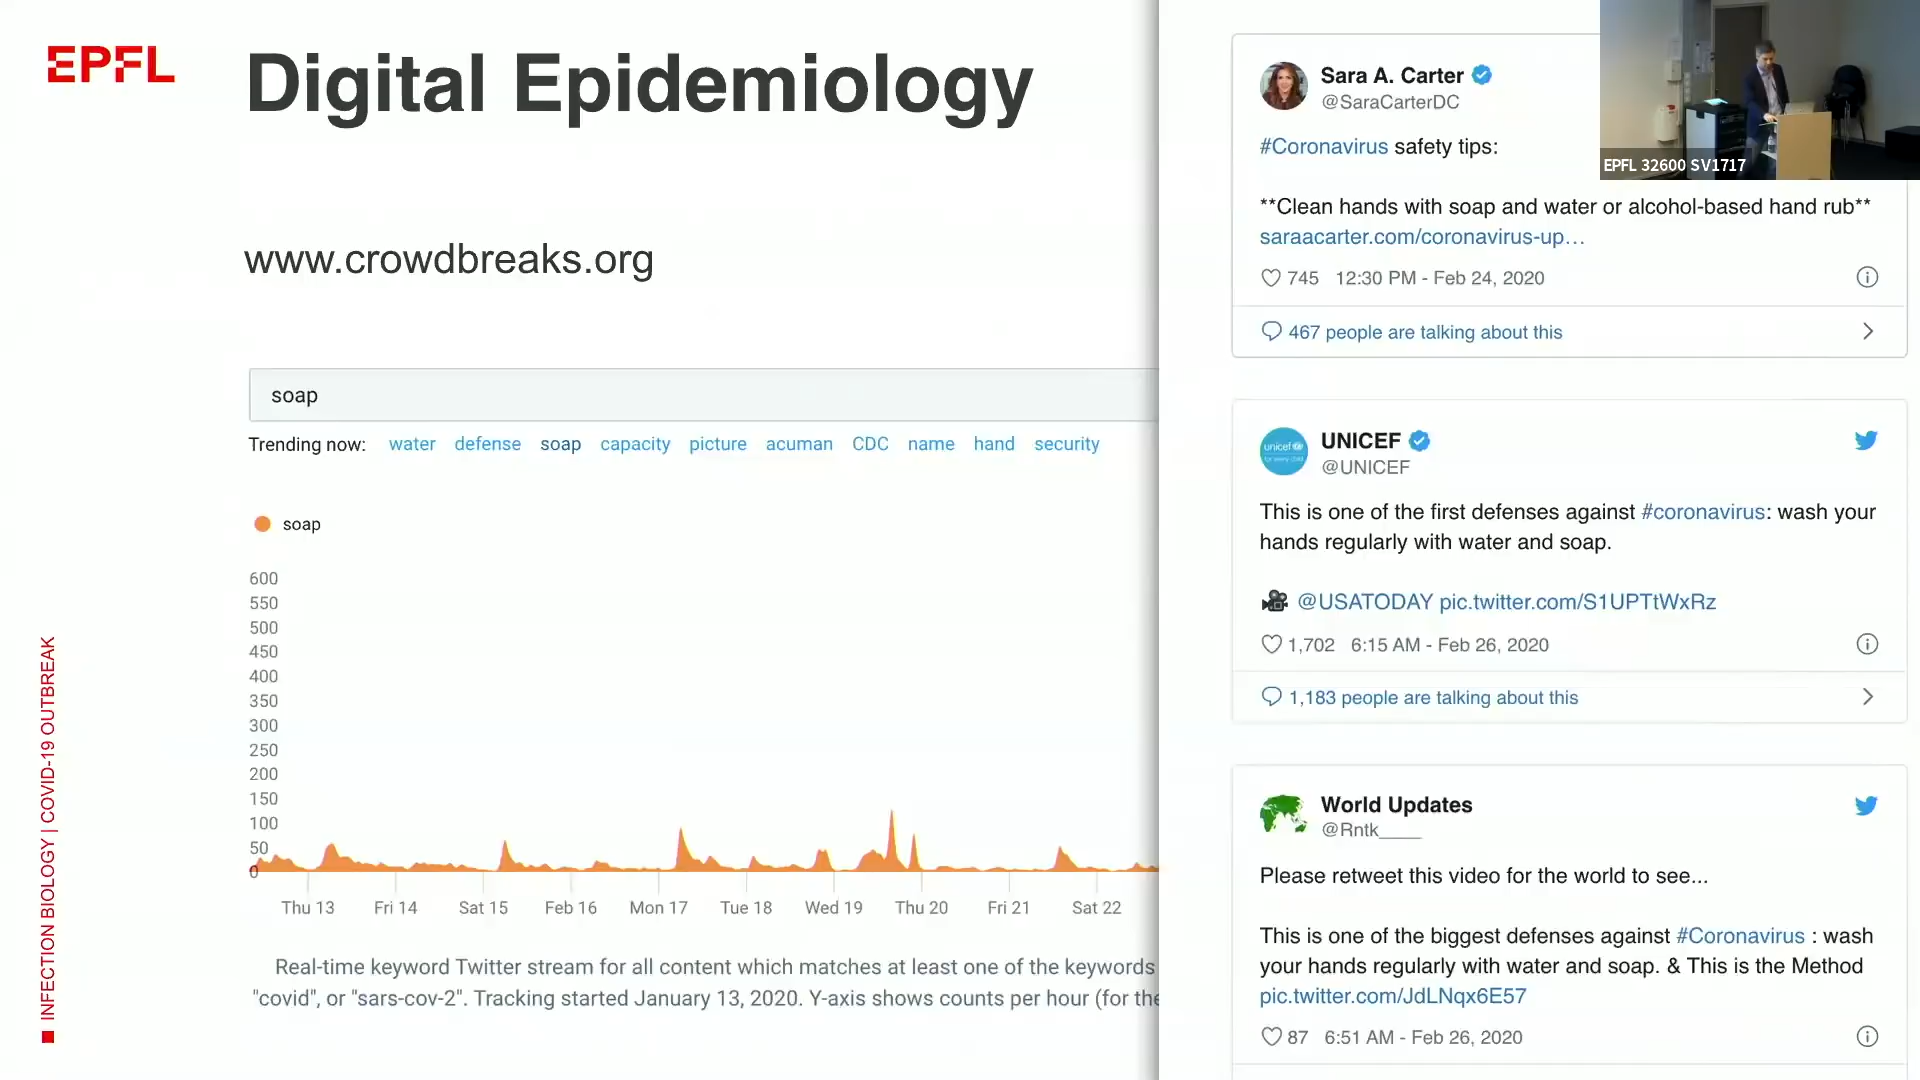 EPFL
Digital Epidemiology
www.crowdbreaks.org
soap
Trending now: water defense soap capacity picture acuman CDC name hand security
soap
600
550
500
450
400
350
300
250
200
150
100
50
0
Thu 13 Fri 14 Sat 15 Feb 16 Mon 17 Tue 18 Wed 19 Thu 20 Fri 21 Sat 22
Real-time keyword Twitter stream for all content which matches at least one of the keywords
"covid", or "sars-cov-2". Tracking started January 13, 2020. Y-axis shows counts per hour (for the
INFECTION BIOLOGY | COVID-19 OUTBREAK
Sara A. Carter
@SaraCarterDC
#Coronavirus safety tips:
**Clean hands with soap and water or alcohol-based hand rub**
saraacarter.com/coronavirus-up…
745 12:30 PM - Feb 24, 2020
467 people are talking about this
unicef
UNICEF
@UNICEF
This is one of the first defenses against #coronavirus: wash your
hands regularly with water and soap.
@USATODAY pic.twitter.com/S1UPTtWxRz
1,702 6:15 AM - Feb 26, 2020
1,183 people are talking about this
World Updates
@Rntk____
Please retweet this video for the world to see...
This is one of the biggest defenses against #Coronavirus : wash
your hands regularly with water and soap. & This is the Method
pic.twitter.com/JdLNqx6E57
87 6:51 AM - Feb 26, 2020
EPFL 32600 SV1717